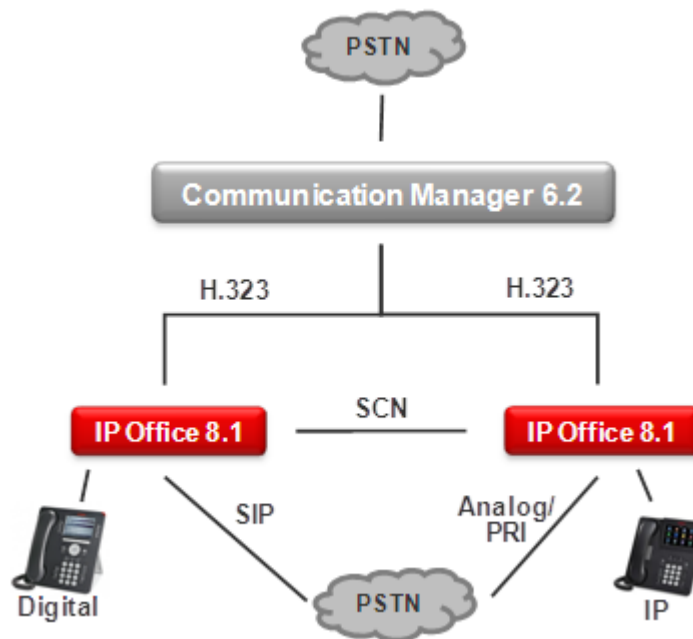 PSTN
Communication Manager 6.2
H.323
H.323
IP Office 8.1
SCN
IP Office 8.1
SIP
Analog/
PRI
Digital
PSTN
IP